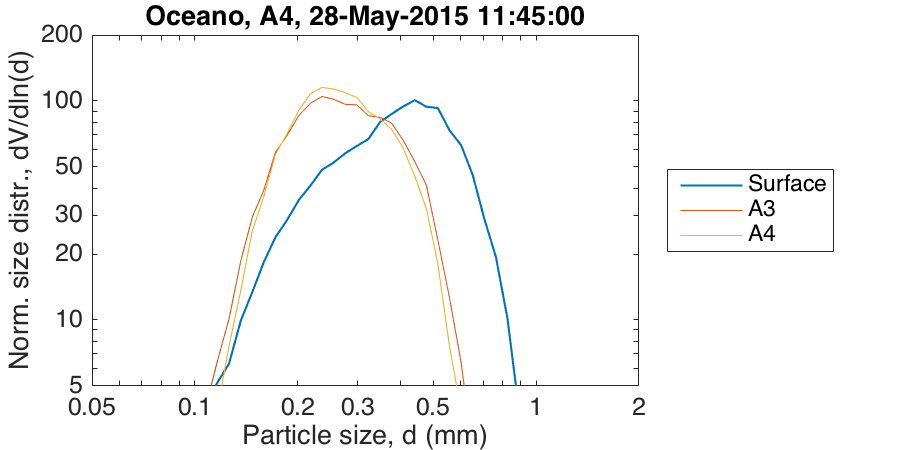 Oceano, A4, 28-May-2015 11:45:00
Norm. size distr., dV/dln(d)
200
100
50
30
20
10
5
0.05 0.1 0.2 0.3 0.5 1 2
Particle size, d (mm)
Surface
A3
A4